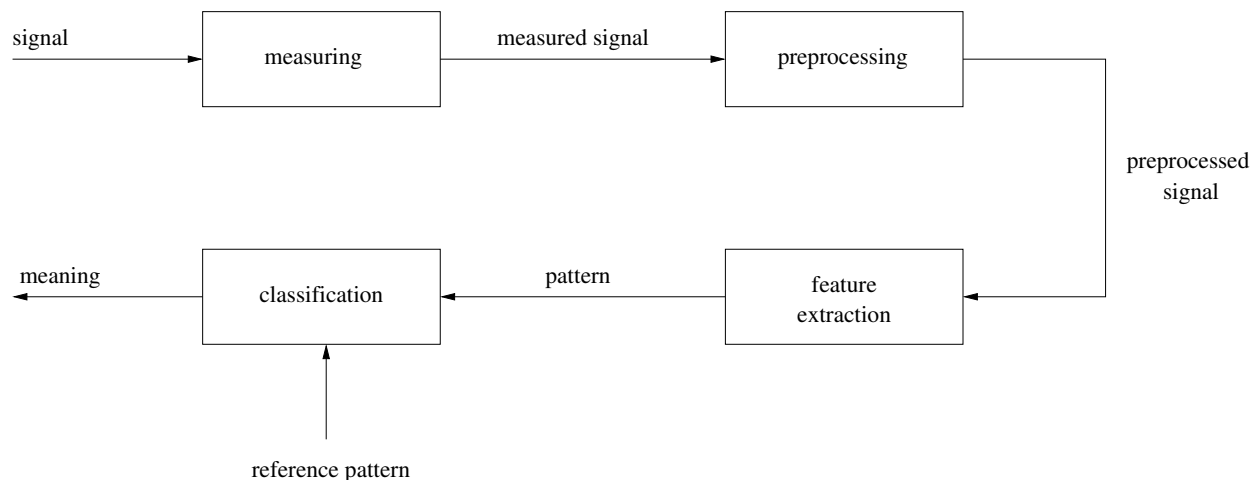 signal
measuring
measured signal
preprocessing
preprocessed
signal
feature
extraction
pattern
classification
meaning
reference pattern